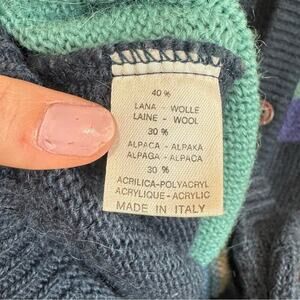 40 %
LANA - WOLLE
LAINE - WOOL
30 %
ALPACA - ALPAKA
ALPAGA - ALPACA
30 %
ACRILICA-POLYACRYL
ACRYLIQUE-ACRYLIC
MADE IN ITALY